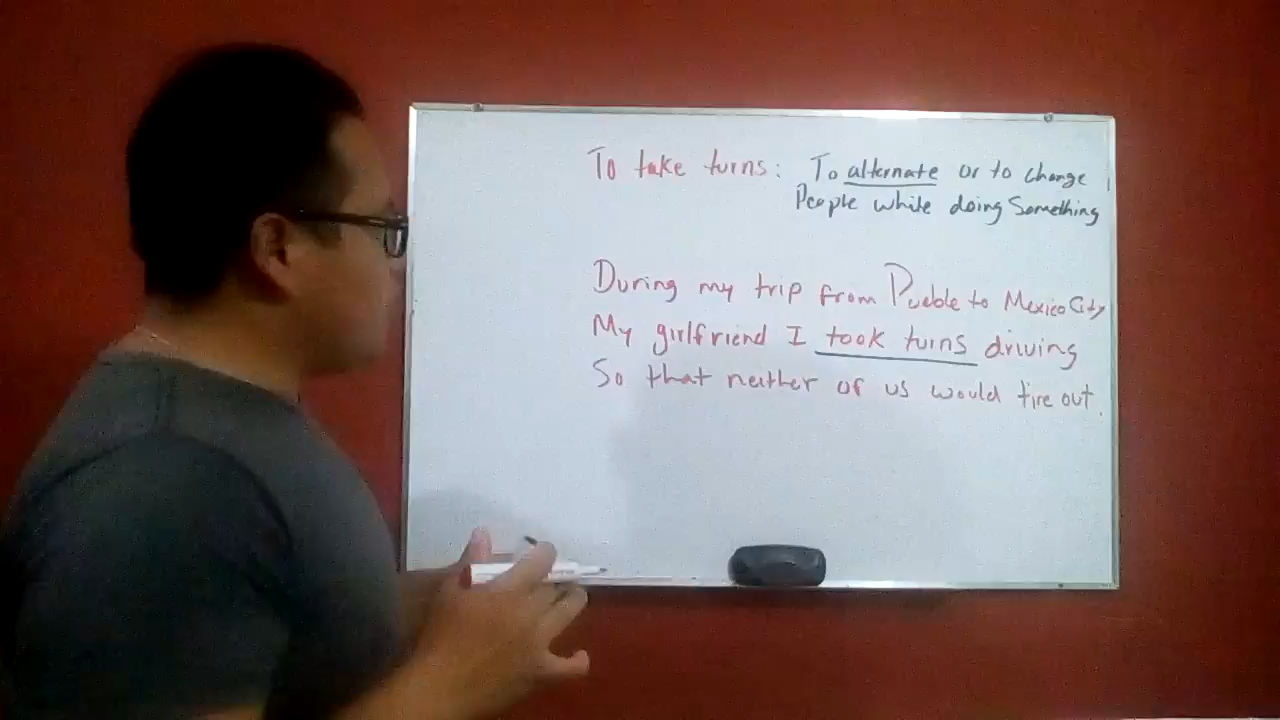 To take turns: To alternate or to change
People while doing Something
During my trip from Pueble to Mexico City
My girlfriend I took turns driving
So that neither of us would tire out.